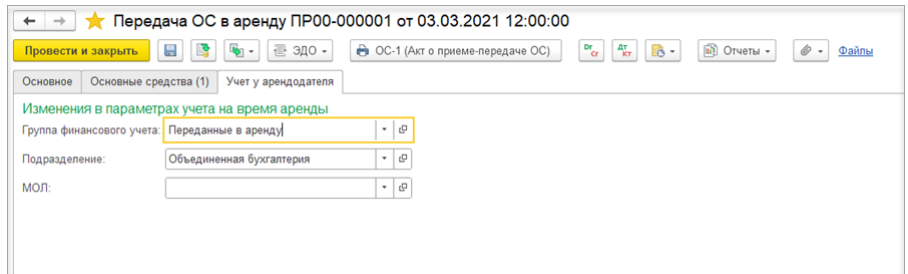 Передача ОС в аренду ПР00-000001 от 03.03.2021 12:00:00
Провести и закрыть ЭДО ОС-1 (Акт о приеме-передаче ОС) Dr Cr Дт Кт Отчеты Файлы
Основное Основные средства (1) Учет у арендодателя
Изменения в параметрах учета на время аренды
Группа финансового учета: Переданные в аренду
Подразделение: Объединенная бухгалтерия
МОЛ: